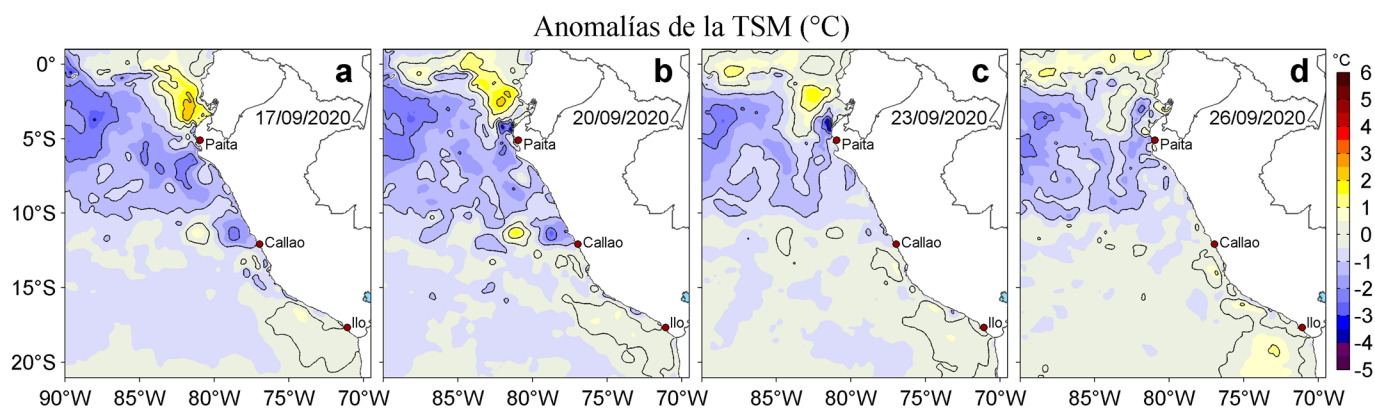 Anomalías de la TSM (°C)
a
b
c
d
°C
17/09/2020
20/09/2020
23/09/2020
26/09/2020
Paita
Paita
Paita
Paita
Callao
Callao
Callao
Callao
Ilo
Ilo
Ilo
Ilo
0°
5°S
10°S
15°S
20°S
90°W 85°W 80°W 75°W 70°W 85°W 80°W 75°W 70°W 85°W 80°W 75°W 70°W 85°W 80°W 75°W 70°W
6
5
4
3
2
1
0
-1
-2
-3
-4
-5